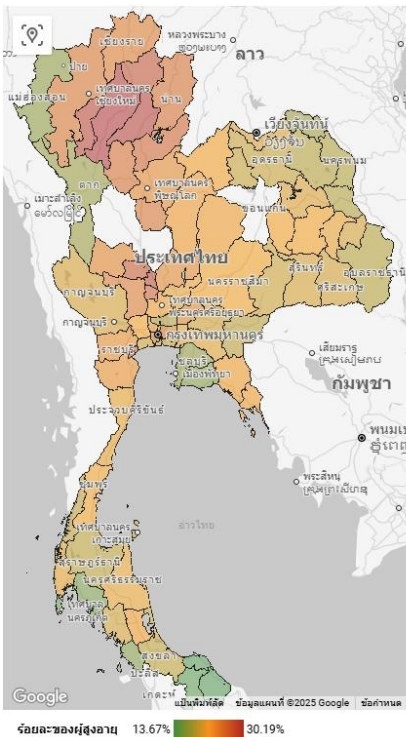 หลวงพระบาง
ຫຼວງພະບາງ
ลาว
เชียงราย
ปาย
แม่ฮ่องสอน
เทศบาลนคร
เชียงใหม่
น่าน
เวียงจันทน์
ວຽງຈັນ
อุดรธานี
นครพนม
ตาก
เมาะลำเลิง
မော်လမြိုင်
เทศบาลนคร
พิษณุโลก
ขอนแก่น
ประเทศไทย
นครราชสีมา
สุรินทร์
อุบลราชธานี
ศรีสะเกษ
กาญจนบุรี
เทศบาลนคร
พระนครศรีอยุธยา
กาญจนบุรี
กรุงเทพมหานคร
ราชบุรี
ชลบุรี
เมืองพัทยา
เสียมราฐ
กัมพูชา
ประจวบคีรีขันธ์
พนมเปญ
ភ្នំពេញ
พระสีหนุ
ชุมพร
อ่าวไทย
เทศบาลนคร
เกาะสมุย
สุราษฎร์ธานี
นครศรีธรรมราช
เทศบาล
นครภูเก็ต
สงขลา
ปะลิส
เกดะห์
Google
แป้นพิมพ์ลัด ข้อมูลแผนที่ ©2025 Google ข้อกำหนด
ร้อยละของผู้สูงอายุ 13.67% 30.19%